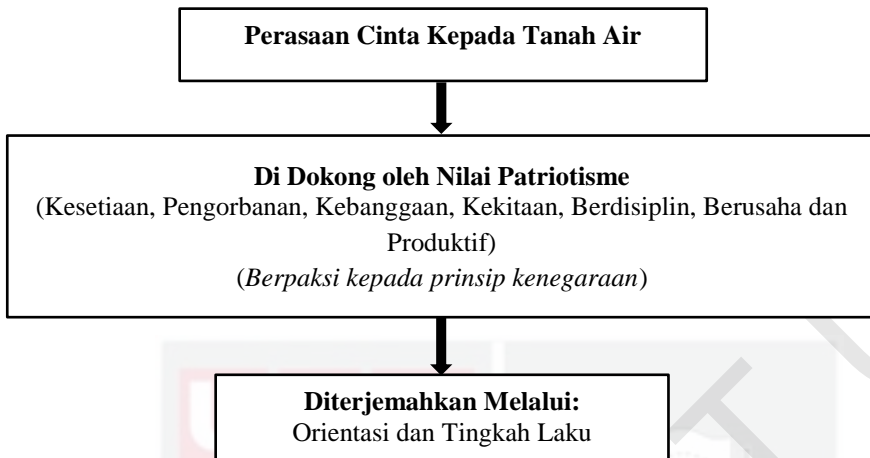 Perasaan Cinta Kepada Tanah Air
Di Dokong oleh Nilai Patriotisme
(Kesetiaan, Pengorbanan, Kebanggaan, Kekitaan, Berdisiplin, Berusaha dan
Produktif)
(Berpaksi kepada prinsip kenegaraan)
Diterjemahkan Melalui:
Orientasi dan Tingkah Laku